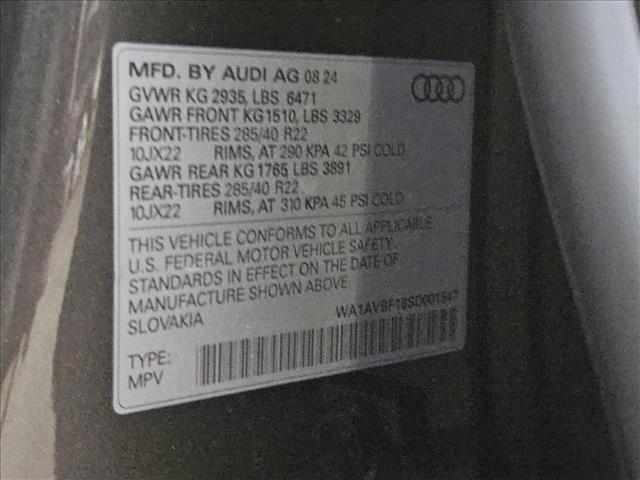 MFD. BY AUDI AG 08 24
GVWR KG 2935, LBS 6471
GAWR FRONT KG1510, LBS 3329
FRONT-TIRES 285/40 R22
10JX22 RIMS, AT 290 KPA 42 PSI COLD
GAWR REAR KG 1765, LBS 3891
REAR-TIRES 285/40 R22
10JX22 RIMS, AT 310 KPA 45 PSI COLD
THIS VEHICLE CONFORMS TO ALL APPLICABLE
U.S. FEDERAL MOTOR VEHICLE SAFETY
STANDARDS IN EFFECT ON THE DATE OF
MANUFACTURE SHOWN ABOVE.
SLOVAKIA
TYPE:
MPV